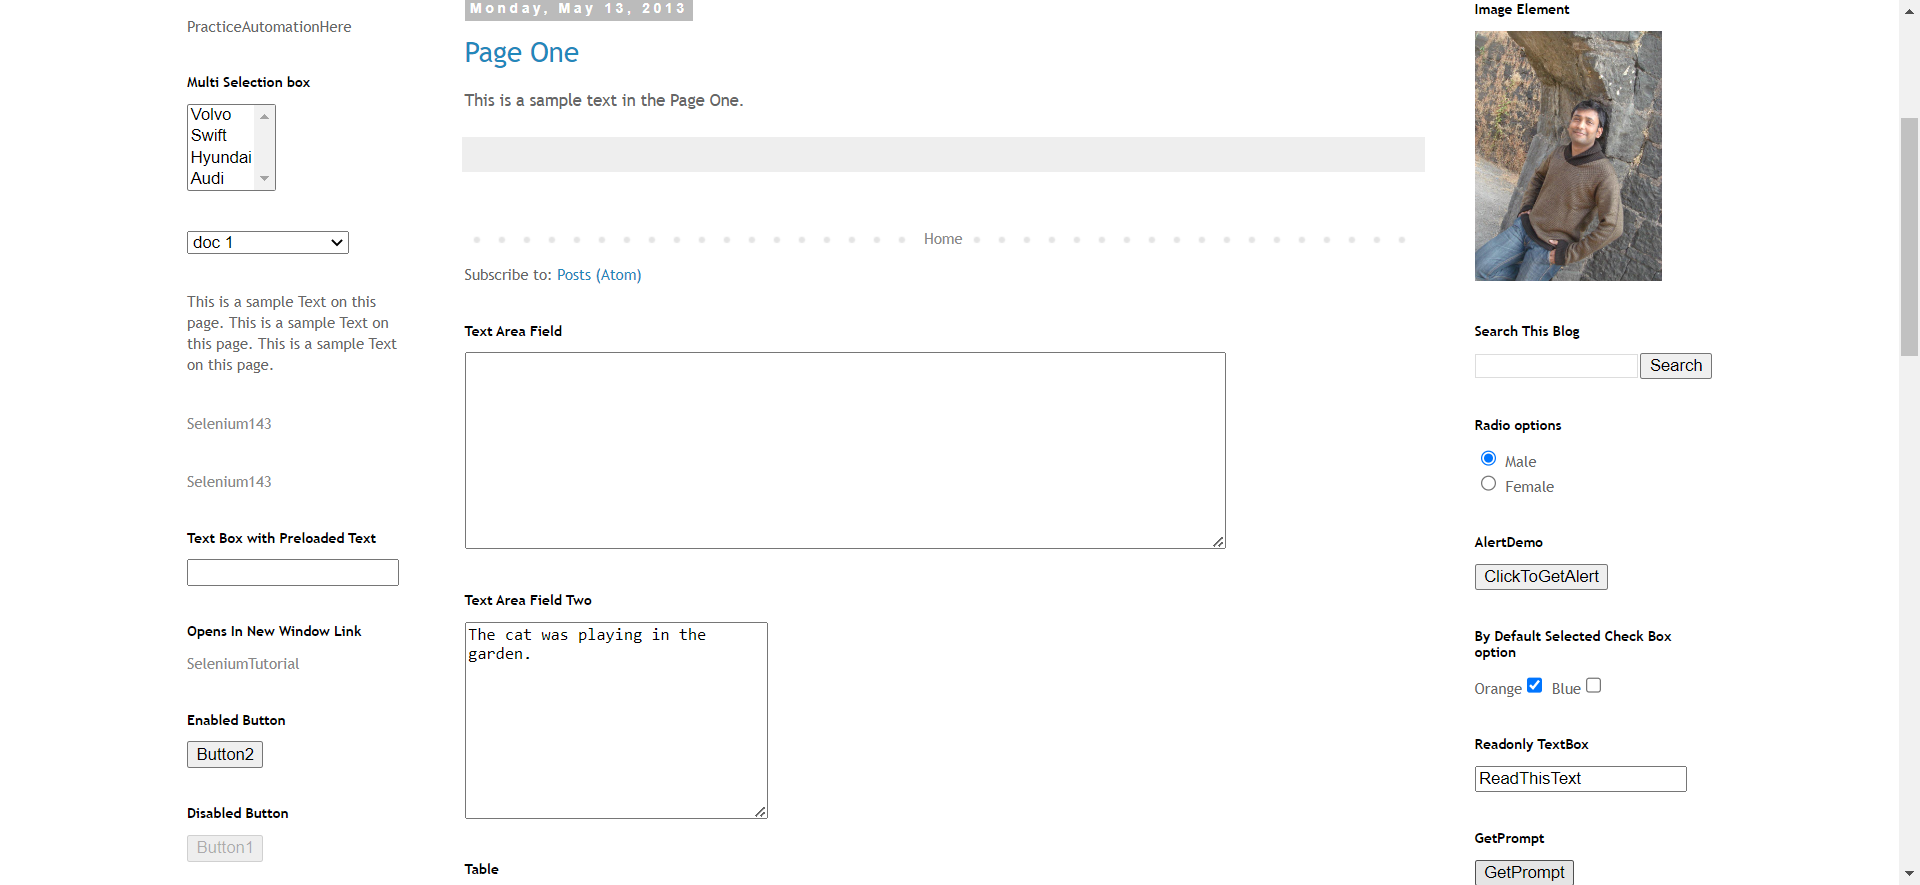 PracticeAutomationHere
Multi Selection box
Volvo
Swift
Hyundai
Audi
doc 1
This is a sample Text on this
page. This is a sample Text on
this page. This is a sample Text
on this page.
Selenium143
Selenium143
Text Box with Preloaded Text
Opens In New Window Link
SeleniumTutorial
Enabled Button
Button2
Disabled Button
Button1
Monday, May 13, 2013
Page One
This is a sample text in the Page One.
Home
Subscribe to: Posts (Atom)
Text Area Field
Text Area Field Two
The cat was playing in the
garden.
Table
Image Element
Search This Blog
Search
Radio options
Male
Female
AlertDemo
ClickToGetAlert
By Default Selected Check Box
option
Orange Blue
Readonly TextBox
ReadThisText
GetPrompt
GetPrompt